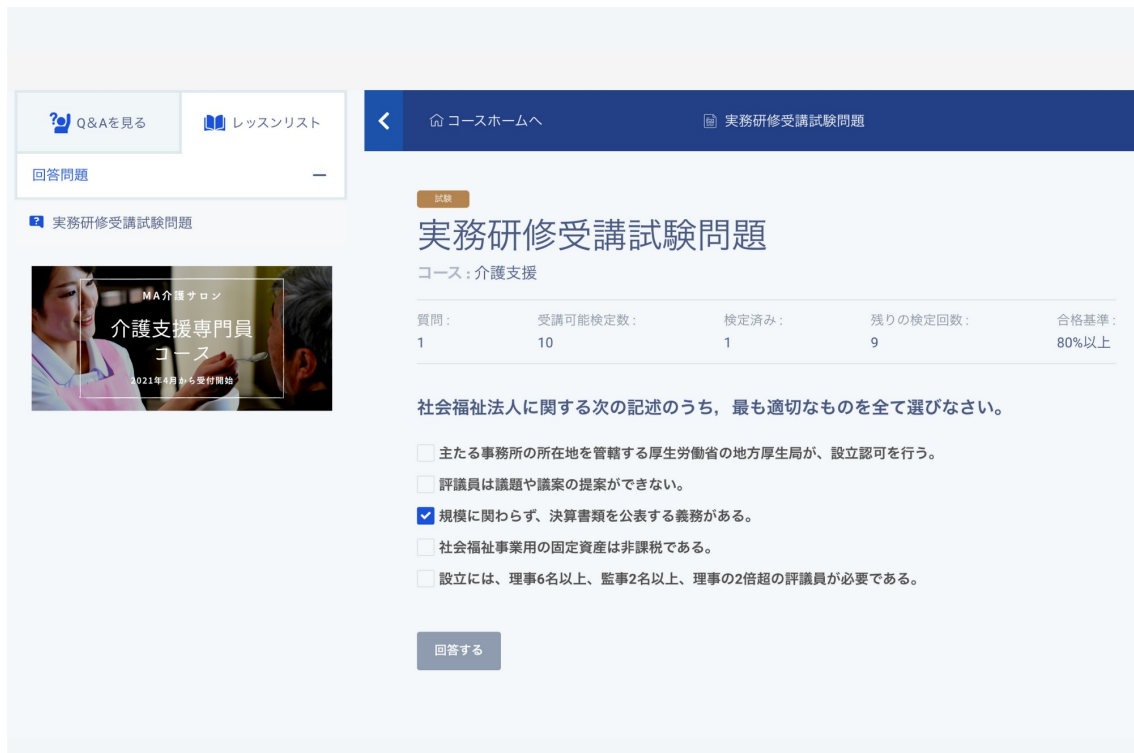 Q&Aを見る
レッスンリスト
回答問題
実務研修受講試験問題
MA介護サロン
介護支援専門員
コース
2021年4月から受付開始
コースホームへ
実務研修受講試験問題
試験
実務研修受講試験問題
コース : 介護支援
質問 : 受講可能検定数 : 検定済み : 残りの検定回数 : 合格基準 :
1 10 1 9 80%以上
社会福祉法人に関する次の記述のうち，最も適切なものを全て選びなさい。
主たる事務所の所在地を管轄する厚生労働省の地方厚生局が、設立認可を行う。
評議員は議題や議案の提案ができない。
規模に関わらず、決算書類を公表する義務がある。
社会福祉事業用の固定資産は非課税である。
設立には、理事6名以上、監事2名以上、理事の2倍超の評議員が必要である。
回答する